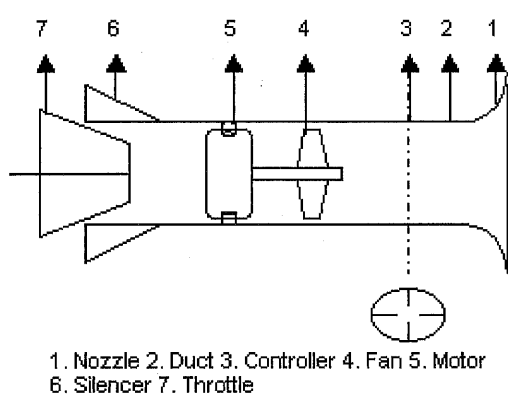 7 6 5 4 3 2 1
1. Nozzle 2. Duct 3. Controller 4. Fan 5. Motor
6. Silencer 7. Throttle